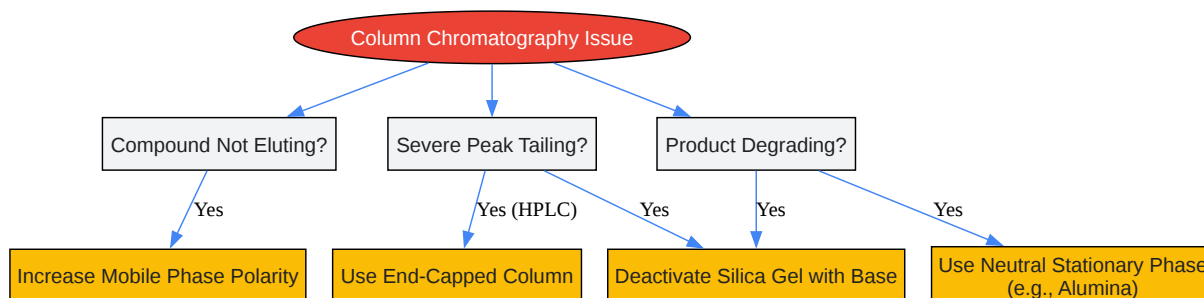 Column Chromatography Issue
Compound Not Eluting?
Severe Peak Tailing?
Product Degrading?
Yes
Yes (HPLC)
Yes
Yes
Yes
Increase Mobile Phase Polarity
Use End-Capped Column
Deactivate Silica Gel with Base
Use Neutral Stationary Phase
(e.g., Alumina)